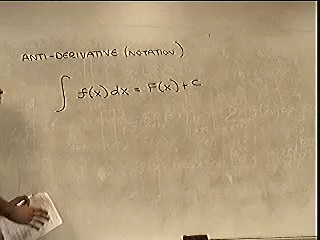 ANTI-DERIVATIVE (NOTATION)
∫ f(x) dx = F(x) + c